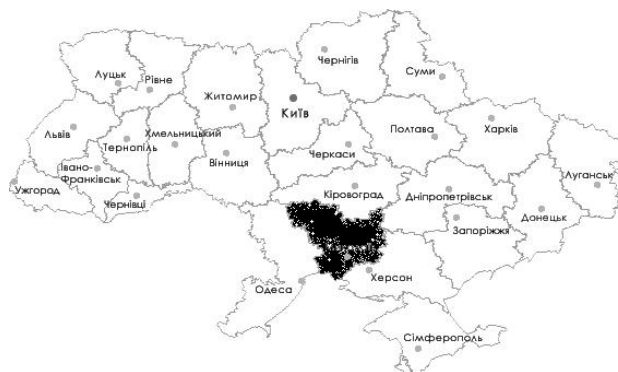 Чернігів
Суми
Луцьк
Рівне
Житомир
Київ
Львів
Тернопіль
Хмельницький
Вінниця
Черкаси
Полтава
Харків
Івано-
Франківськ
Ужгород
Чернівці
Кіровоград
Дніпропетрівськ
Луганськ
Донецьк
Запоріжжя
Одеса
Херсон
Сімферополь